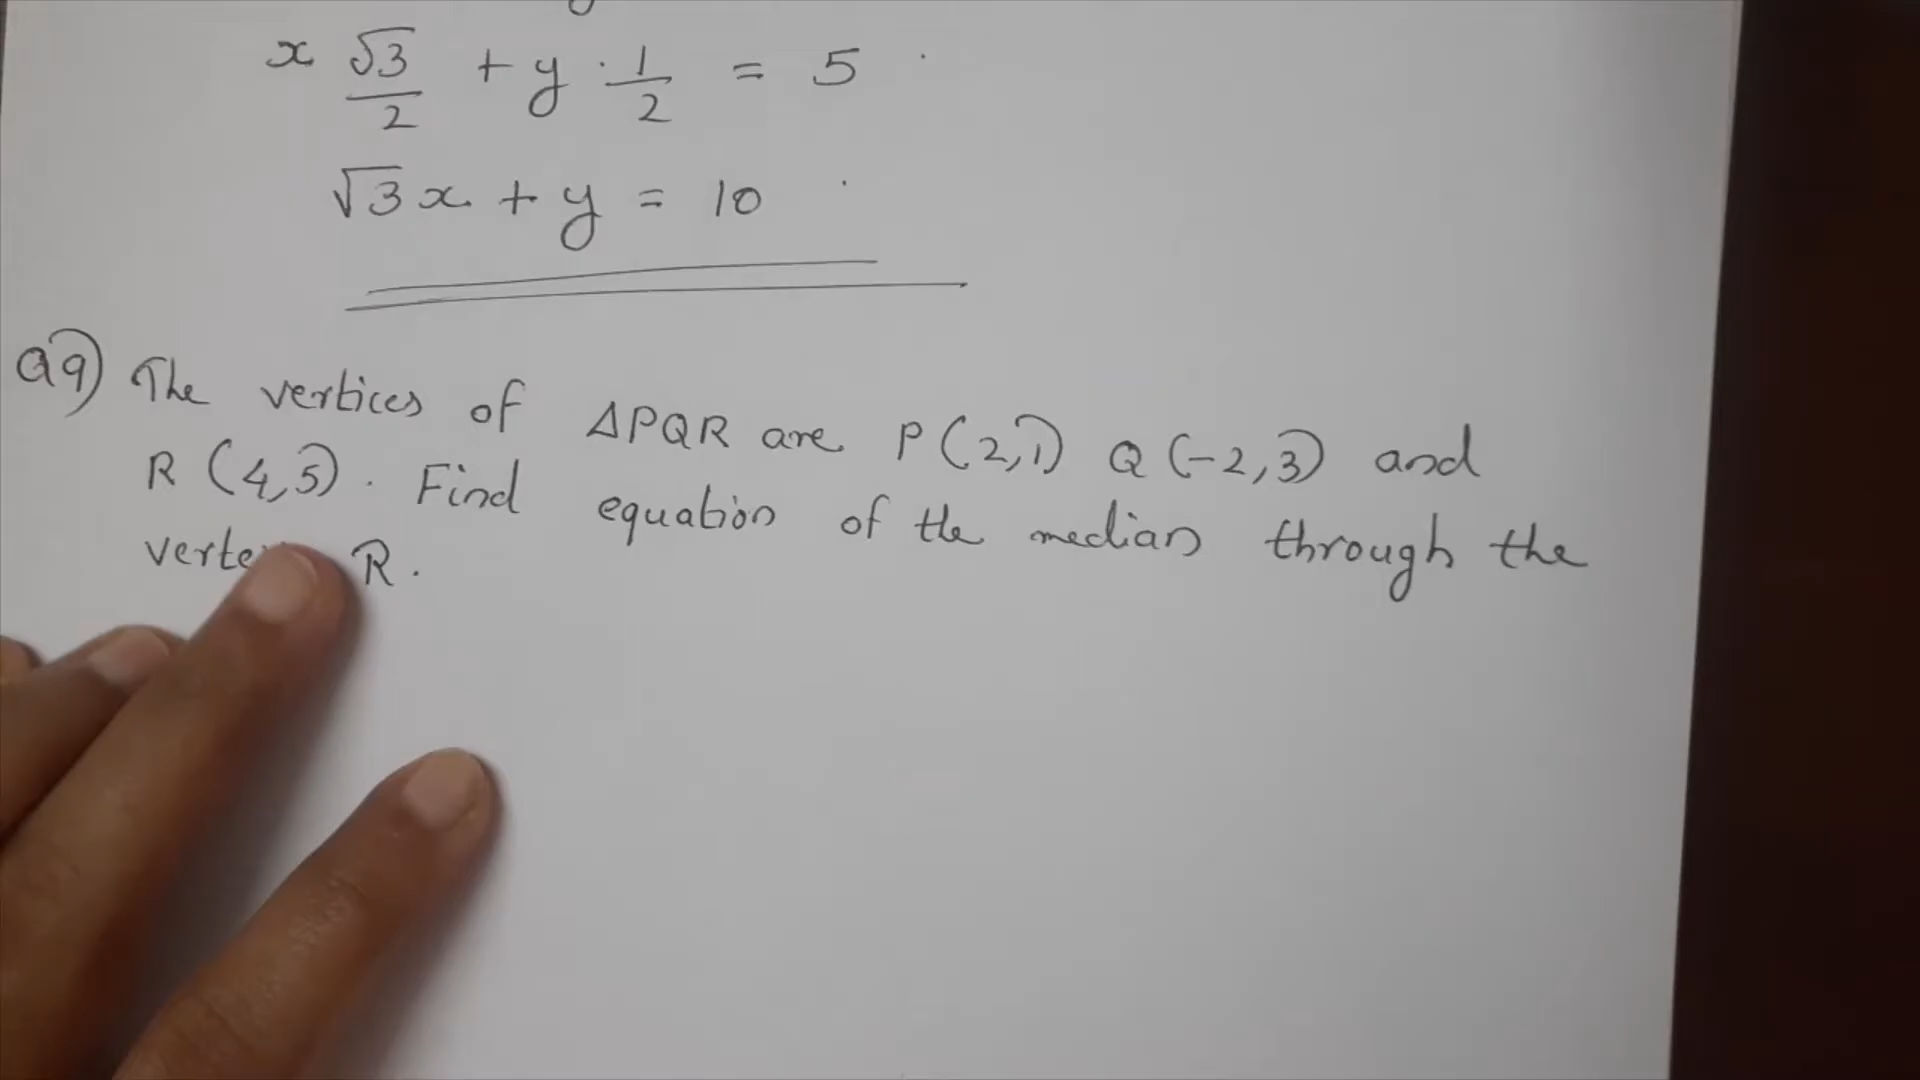 x √3/2 + y · 1/2 = 5
√3x + y = 10
Q9) The vertices of ΔPQR are P(2,1) Q(-2,3) and
R (4,5). Find equation of the median through the
R.